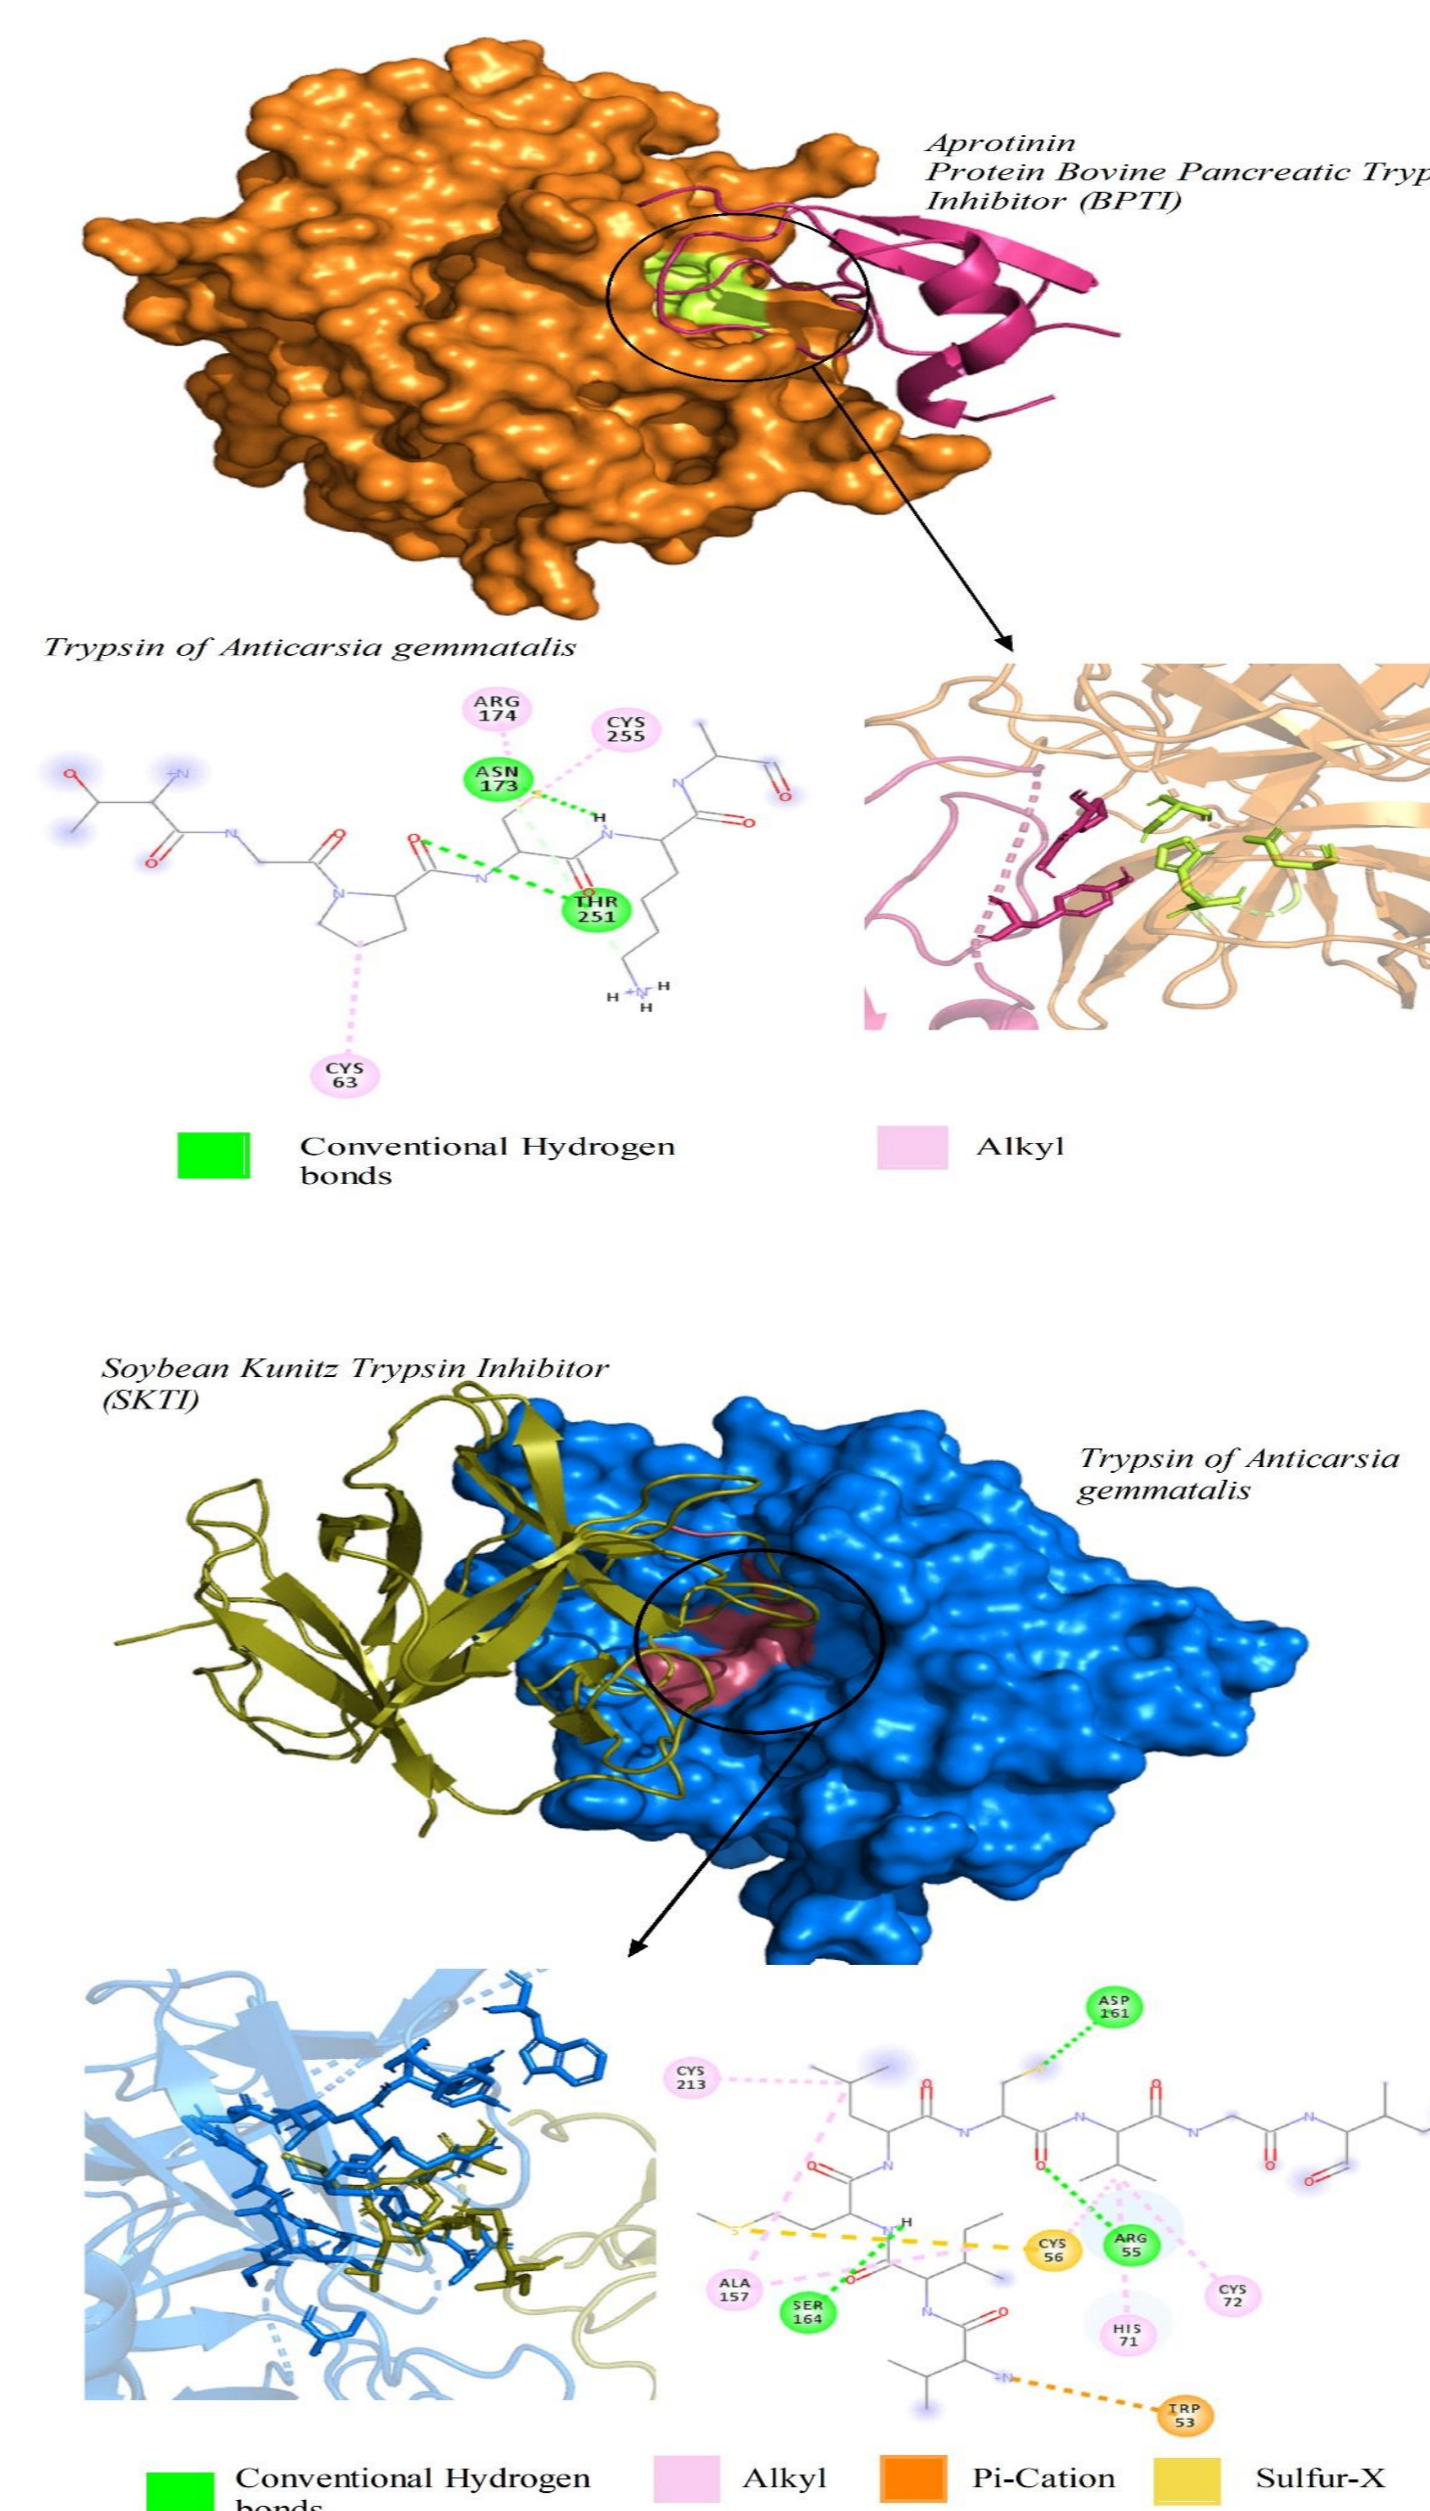 Aprotinin
Protein Bovine Pancreatic Tryp
Inhibitor (BPTI)
Trypsin of Anticarsia gemmatalis
ARG
174
CYS
255
ASN
173
O
+N
H
N
O
O
N
O
O
O
N
N
N
O
THR
251
H +N H
H
CYS
63
Conventional Hydrogen
bonds
Alkyl
Soybean Kunitz Trypsin Inhibitor
(SKTI)
Trypsin of Anticarsia
gemmatalis
ASP
161
CYS
213
O
O
N
N
N
N
O
N
O
O
O
O
S
N
H
CYS
56
ARG
55
ALA
157
O
SER
164
CYS
72
N
O
HIS
71
+N
TRP
53
Conventional Hydrogen
bonds
Alkyl
Pi-Cation
Sulfur-X